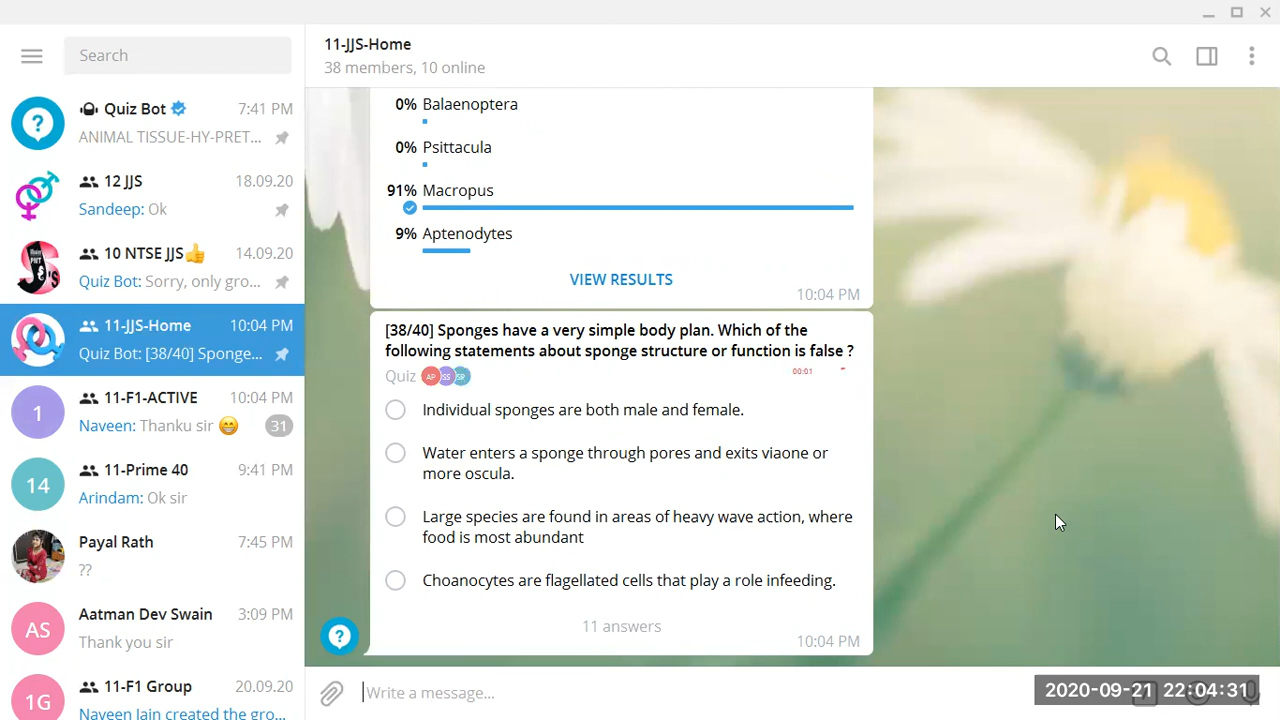 Search
Quiz Bot 7:41 PM
ANIMAL TISSUE-HY-PRET...
12 JJS 18.09.20
Sandeep: Ok
10 NTSE JJS👍 14.09.20
Quiz Bot: Sorry, only gro...
11-JJS-Home 10:04 PM
Quiz Bot: [38/40] Sponge...
1
11-F1-ACTIVE 10:04 PM
Naveen: Thanku sir 😁 31
14
11-Prime 40 9:41 PM
Arindam: Ok sir
Payal Rath 7:45 PM
??
AS
Aatman Dev Swain 3:09 PM
Thank you sir
1G
11-F1 Group 20.09.20
Naveen Jain created the gro...
11-JJS-Home
38 members, 10 online
0% Balaenoptera
0% Psittacula
91% Macropus
9% Aptenodytes
VIEW RESULTS
10:04 PM
[38/40] Sponges have a very simple body plan. Which of the
following statements about sponge structure or function is false ?
Quiz AP SS SP 00:01
Individual sponges are both male and female.
Water enters a sponge through pores and exits viaone or
more oscula.
Large species are found in areas of heavy wave action, where
food is most abundant
Choanocytes are flagellated cells that play a role infeeding.
11 answers
10:04 PM
Write a message...
2020-09-21 22:04:31